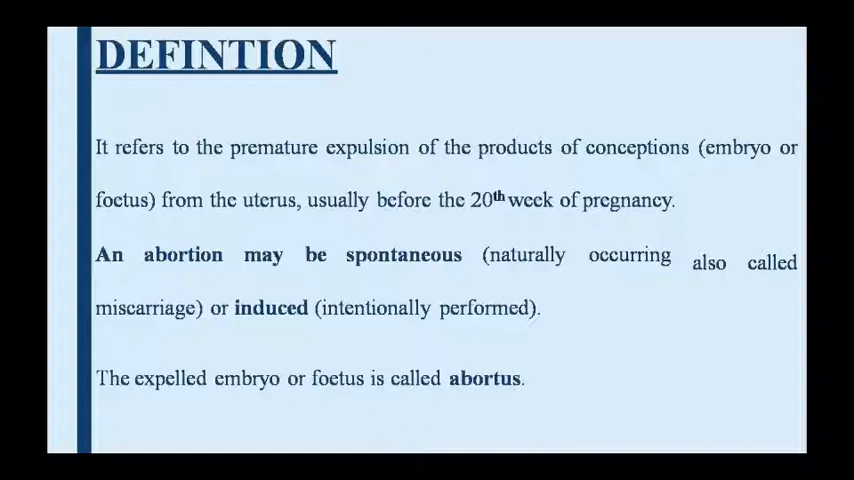 DEFINTION
It refers to the premature expulsion of the products of conceptions (embryo or
foetus) from the uterus, usually before the 20th week of pregnancy.
An abortion may be spontaneous (naturally occurring also called
miscarriage) or induced (intentionally performed).
The expelled embryo or foetus is called abortus.